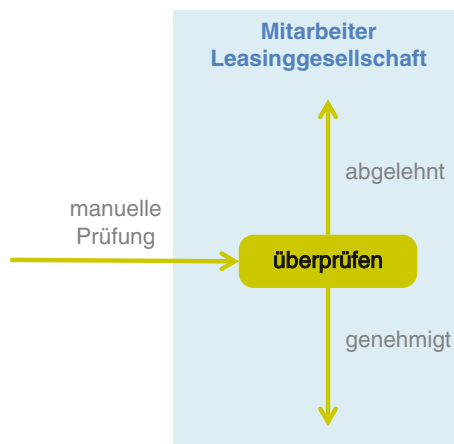 Mitarbeiter
Leasinggesellschaft
abgelehnt
manuelle
Prüfung
überprüfen
genehmigt